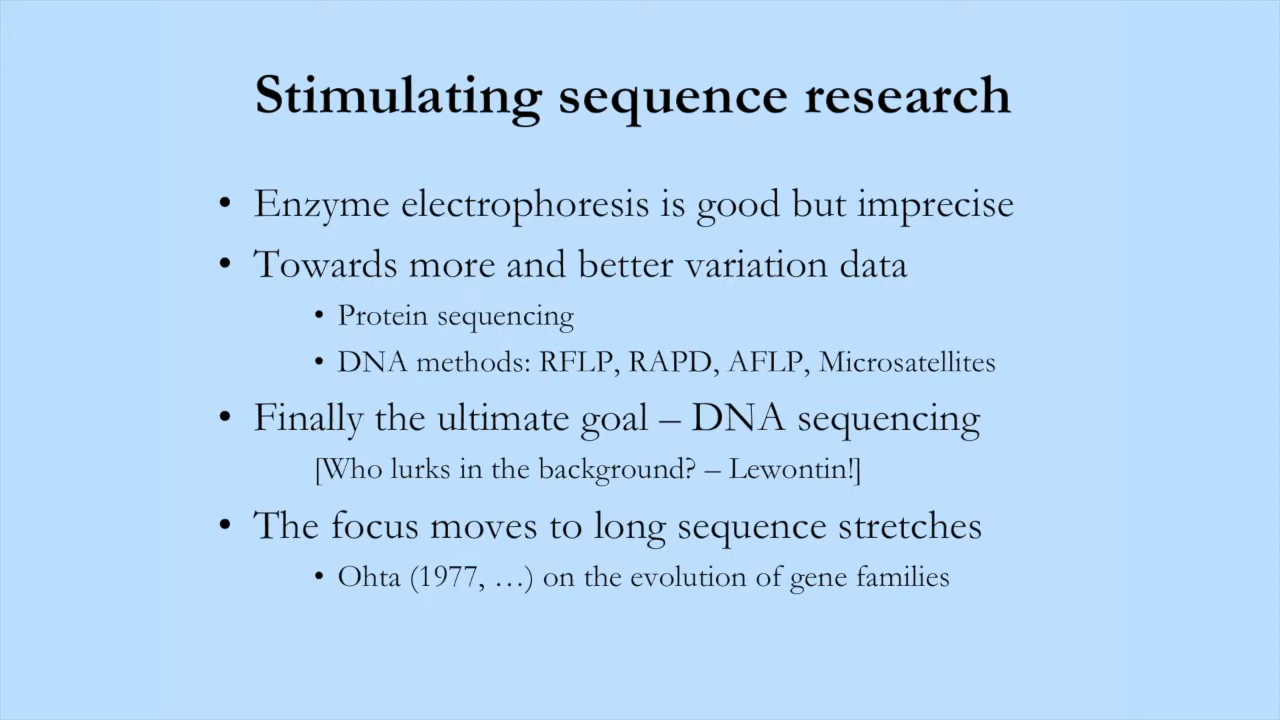 Stimulating sequence research
• Enzyme electrophoresis is good but imprecise
• Towards more and better variation data
• Protein sequencing
• DNA methods: RFLP, RAPD, AFLP, Microsatellites
• Finally the ultimate goal – DNA sequencing
[Who lurks in the background? – Lewontin!]
• The focus moves to long sequence stretches
• Ohta (1977, …) on the evolution of gene families